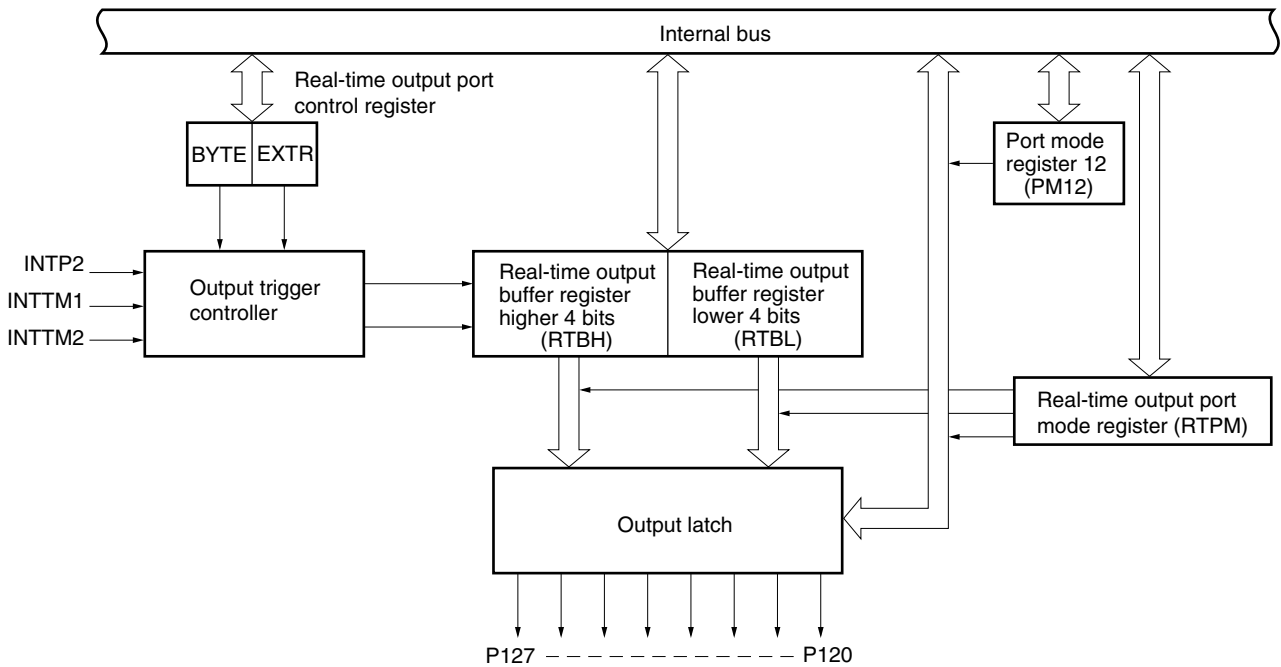 Internal bus
Real-time output port
control register
BYTE EXTR
Port mode
register 12
(PM12)
INTP2
INTTM1
INTTM2
Output trigger
controller
Real-time output
buffer register
higher 4 bits
(RTBH)
Real-time output
buffer register
lower 4 bits
(RTBL)
Real-time output port
mode register (RTPM)
Output latch
P127 P120